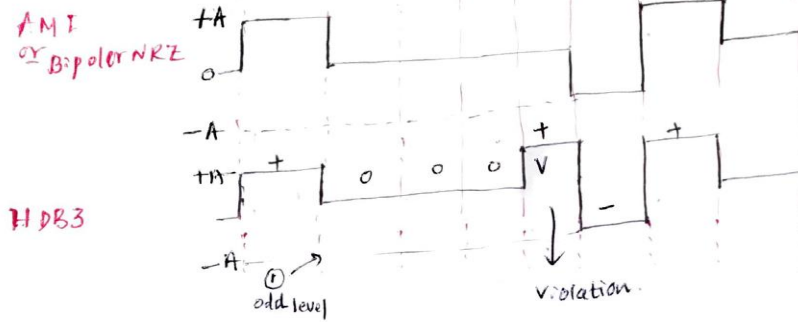 AMI
or Bipoler NRZ
+A
0
-A
HDB3
+A
+ 0 0 0 + V - +
-A
1
odd level
Violation.